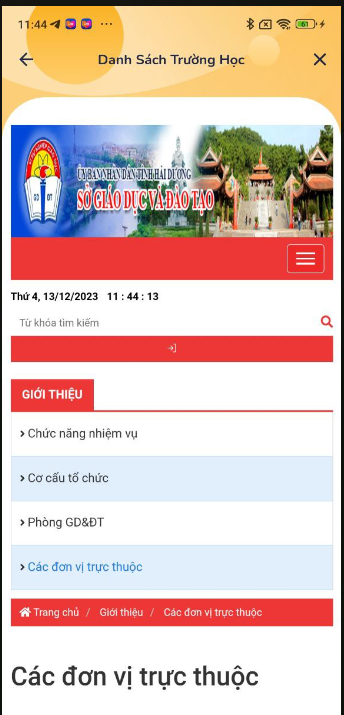 11:44
61
Danh Sách Trường Học
ỦY BAN NHÂN DÂN TỈNH HẢI DƯƠNG
SỞ GIÁO DỤC VÀ ĐÀO TẠO
GD ĐT
Thứ 4, 13/12/2023 11 : 44 : 13
Từ khóa tìm kiếm
GIỚI THIỆU
Chức năng nhiệm vụ
Cơ cấu tổ chức
Phòng GD&ĐT
Các đơn vị trực thuộc
Trang chủ / Giới thiệu / Các đơn vị trực thuộc
Các đơn vị trực thuộc